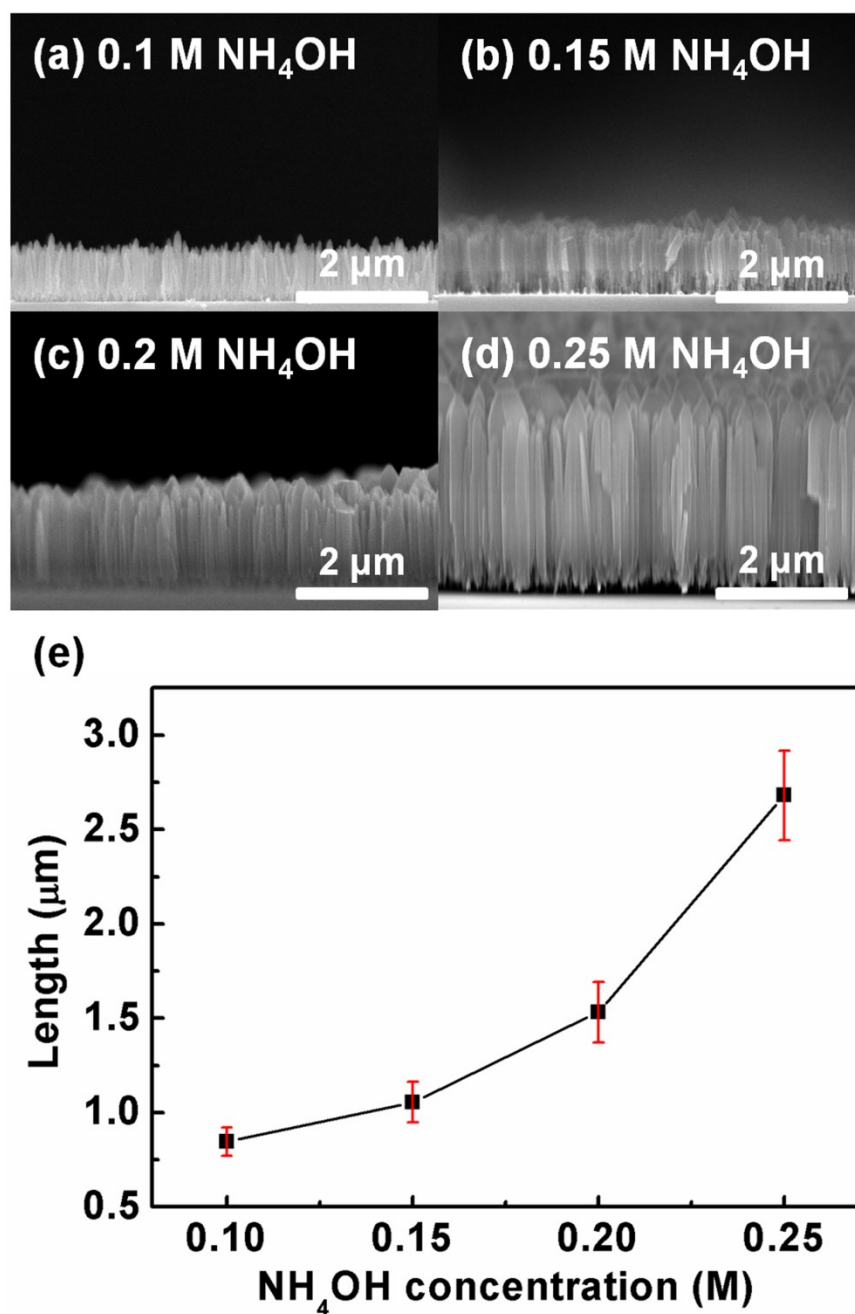 (a) 0.1 M NH₄OH
(b) 0.15 M NH₄OH
2 μm
2 μm
(c) 0.2 M NH₄OH
(d) 0.25 M NH₄OH
2 μm
2 μm
(e)
3.0
2.5
2.0
1.5
1.0
0.5
Length (μm)
0.10 0.15 0.20 0.25
NH₄OH concentration (M)